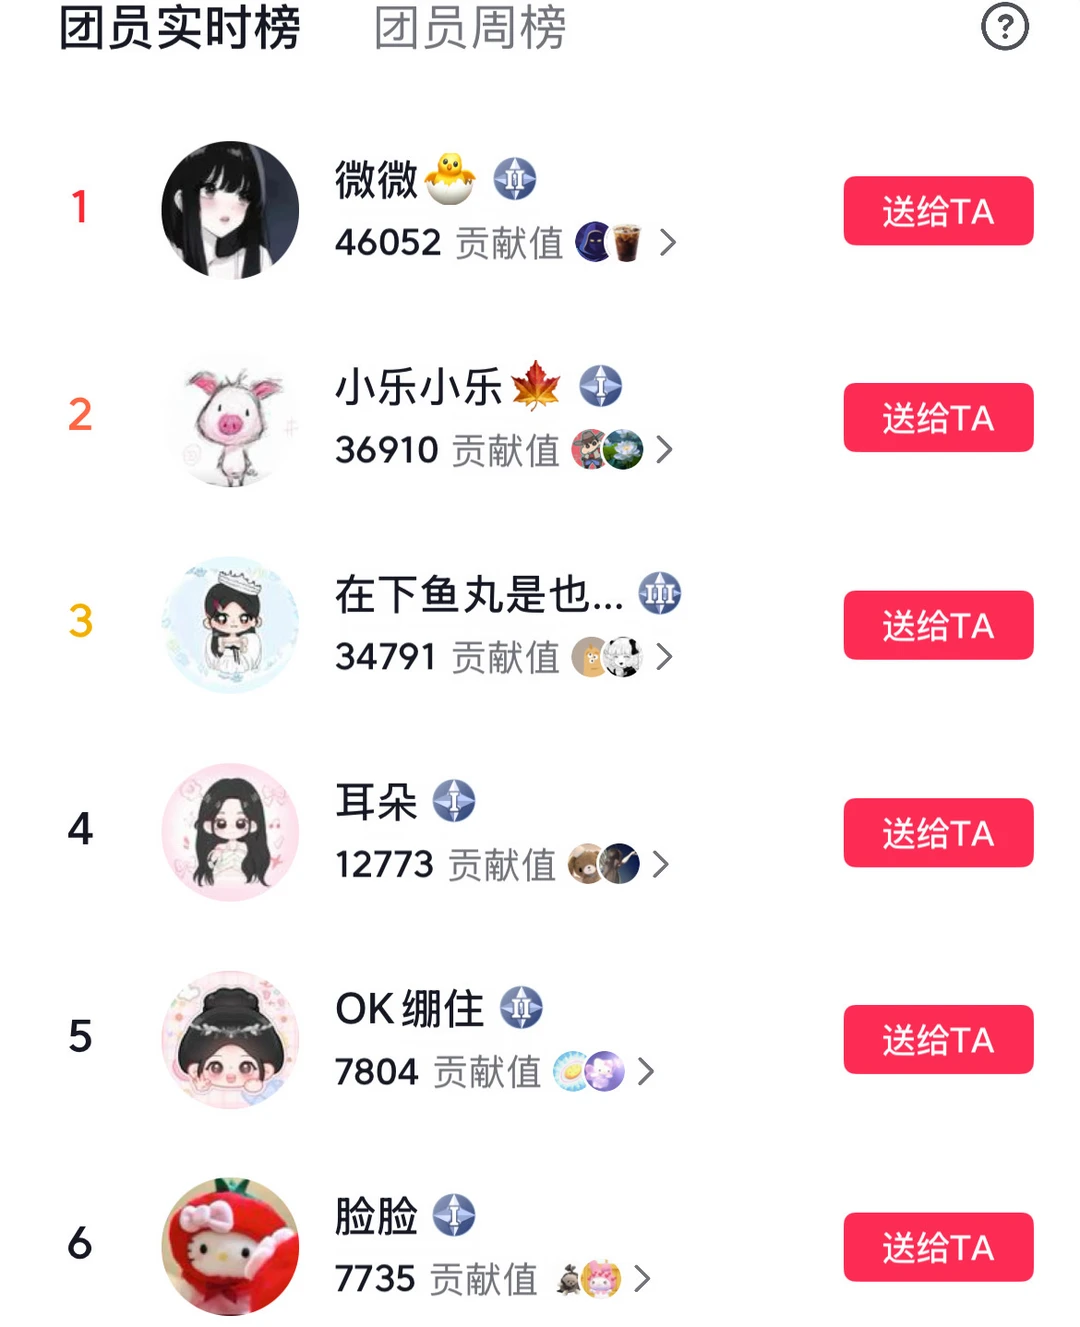 团员实时榜 团员周榜 ?
1
微微🐣 II
46052 贡献值 >
送给TA
2
小乐小乐🍁 I
36910 贡献值 >
送给TA
3
在下鱼丸是也... III
34791 贡献值 >
送给TA
4
耳朵 I
12773 贡献值 >
送给TA
5
OK绷住 II
7804 贡献值 >
送给TA
6
脸脸 I
7735 贡献值 >
送给TA